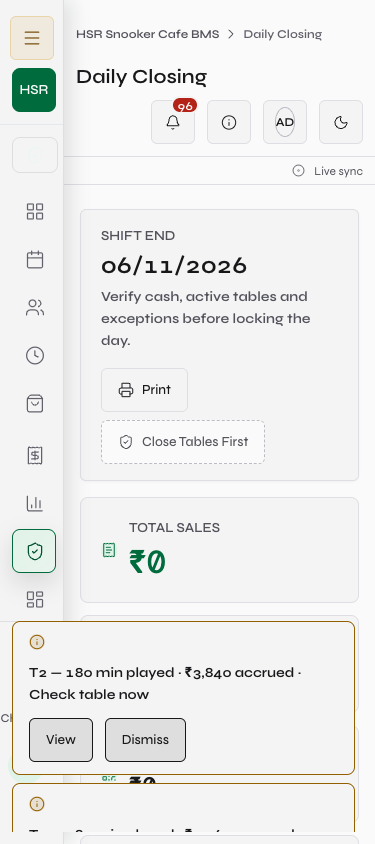 HSR Snooker Cafe BMS > Daily Closing
HSR
Daily Closing
96
AD
Live sync
SHIFT END
06/11/2026
Verify cash, active tables and
exceptions before locking the
day.
Print
Close Tables First
TOTAL SALES
₹0
T2 — 180 min played · ₹3,840 accrued ·
Check table now
View
Dismiss
₹0